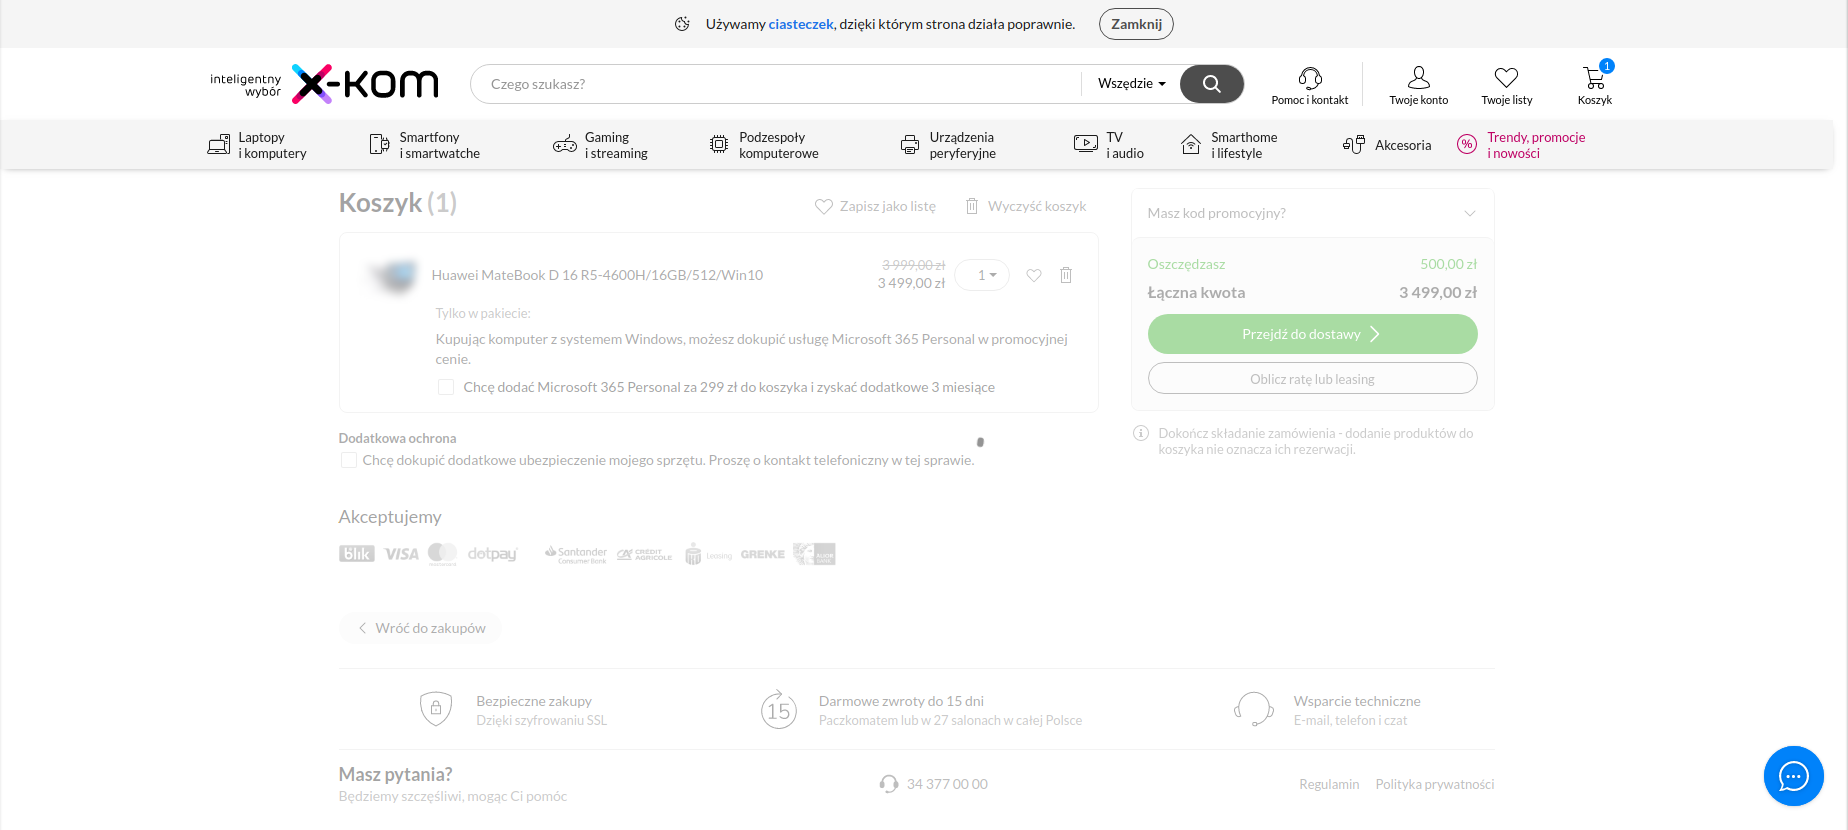 Używamy ciasteczek, dzięki którym strona działa poprawnie. Zamknij
inteligentny
wybór
x-kom
Czego szukasz? Wszędzie
1
Pomoc i kontakt Twoje konto Twoje listy Koszyk
Laptopy
i komputery
Smartfony
i smartwatche
Gaming
i streaming
Podzespoły
komputerowe
Urządzenia
peryferyjne
TV
i audio
Smarthome
i lifestyle
Akcesoria
%
Trendy, promocje
i nowości
Koszyk (1)
Zapisz jako listę Wyczyść koszyk
Huawei MateBook D 16 R5-4600H/16GB/512/Win10
3 999,00 zł
3 499,00 zł
1
Tylko w pakiecie:
Kupując komputer z systemem Windows, możesz dokupić usługę Microsoft 365 Personal w promocyjnej
cenie.
Chcę dodać Microsoft 365 Personal za 299 zł do koszyka i zyskać dodatkowe 3 miesiące
Masz kod promocyjny?
Oszczędzasz 500,00 zł
Łączna kwota 3 499,00 zł
Przejdź do dostawy
Oblicz ratę lub leasing
Dokończ składanie zamówienia - dodanie produktów do
koszyka nie oznacza ich rezerwacji.
Dodatkowa ochrona
Chcę dokupić dodatkowe ubezpieczenie mojego sprzętu. Proszę o kontakt telefoniczny w tej sprawie.
Akceptujemy
blik VISA dotpay
Santander
Consumer Bank
CRÉDIT
AGRICOLE
Leasing
GRENKE
Wróć do zakupów
Bezpieczne zakupy
Dzięki szyfrowaniu SSL
15
Darmowe zwroty do 15 dni
Paczkomatem lub w 27 salonach w całej Polsce
Wsparcie techniczne
E-mail, telefon i czat
Masz pytania?
Będziemy szczęśliwi, mogąc Ci pomóc
34 377 00 00
Regulamin Polityka prywatności